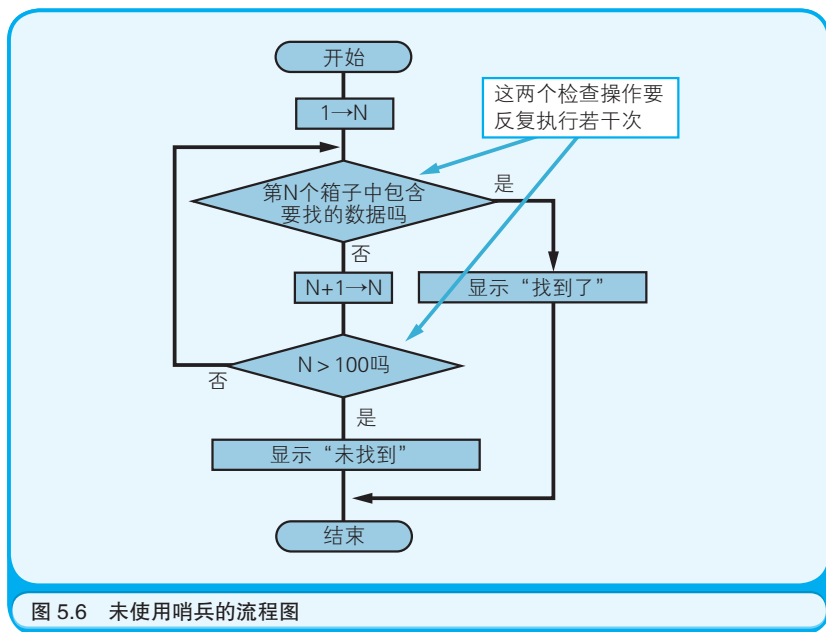 开始
1→N
这两个检查操作要
反复执行若干次
第N个箱子中包含
要找的数据吗
是
否
N+1→N
显示“找到了”
N＞100吗
否
是
显示“未找到”
结束
图 5.6 未使用哨兵的流程图